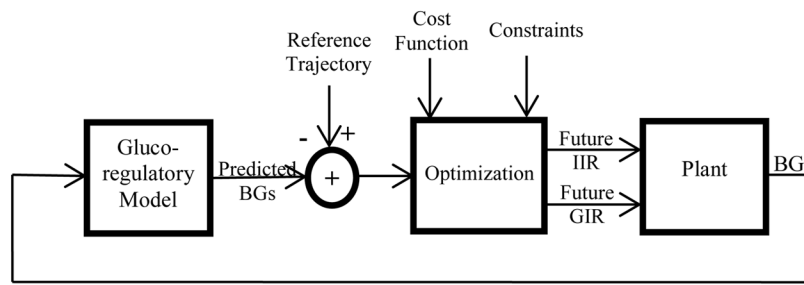 Cost
Function
Constraints
Reference
Trajectory
- +
Gluco-
regulatory
Model
Predicted
BGs
+
Optimization
Future
IIR
Future
GIR
Plant
BG